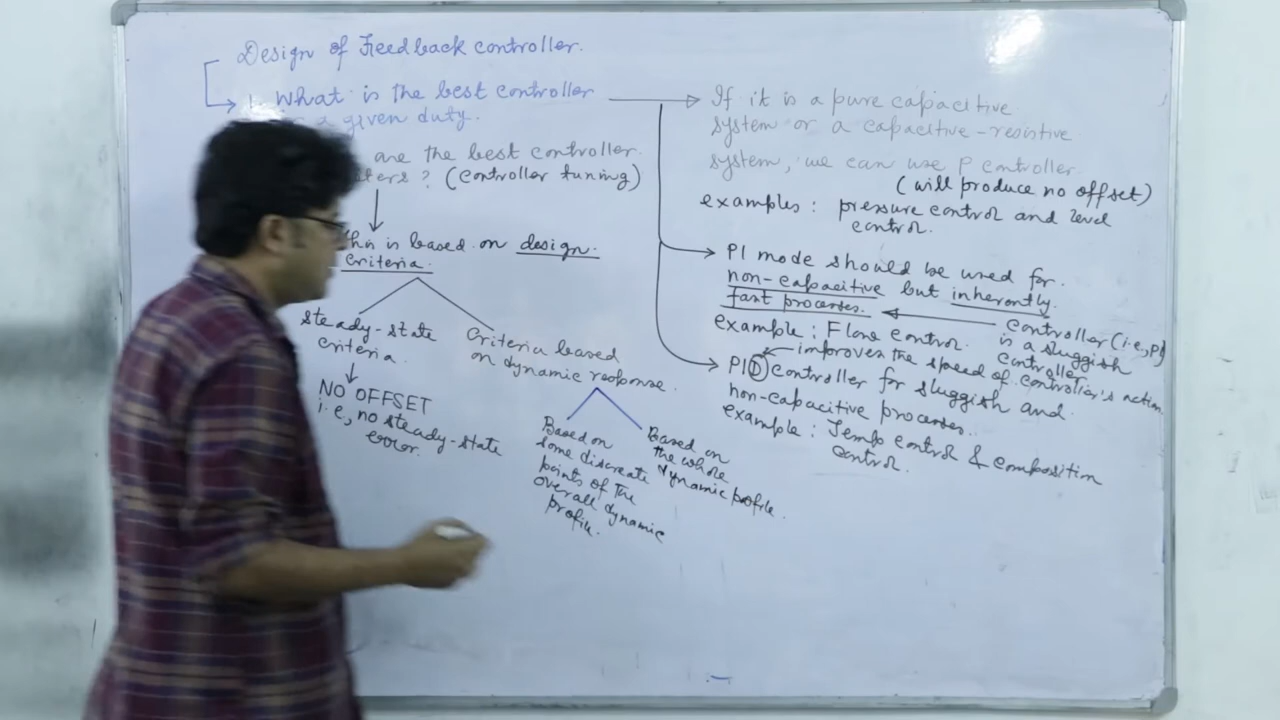 Design of Feedback controller.
1. What is the best controller
a given duty.
are the best controller
? (controller tuning)
This is based on design
criteria.
steady-state
criteria.
NO OFFSET
i.e, no steady-state
error.
Criteria based
on dynamic response.
Based on
some discreate
points of the
overall dynamic
profile.
Based on
the whole
dynamic profile.
If it is a pure capacitive
system or a capacitive-resistive
system, we can use P controller.
(will produce no offset)
examples: pressure control and level
control.
PI mode should be used for
non-capacitive but inherently
fast processes.
controller (i.e, PI)
is a sluggish
controller
example: Flow control.
improves the speed of controller's action.
PID controller for sluggish and
non-capacitive processes.
example: Temp control & composition
control.